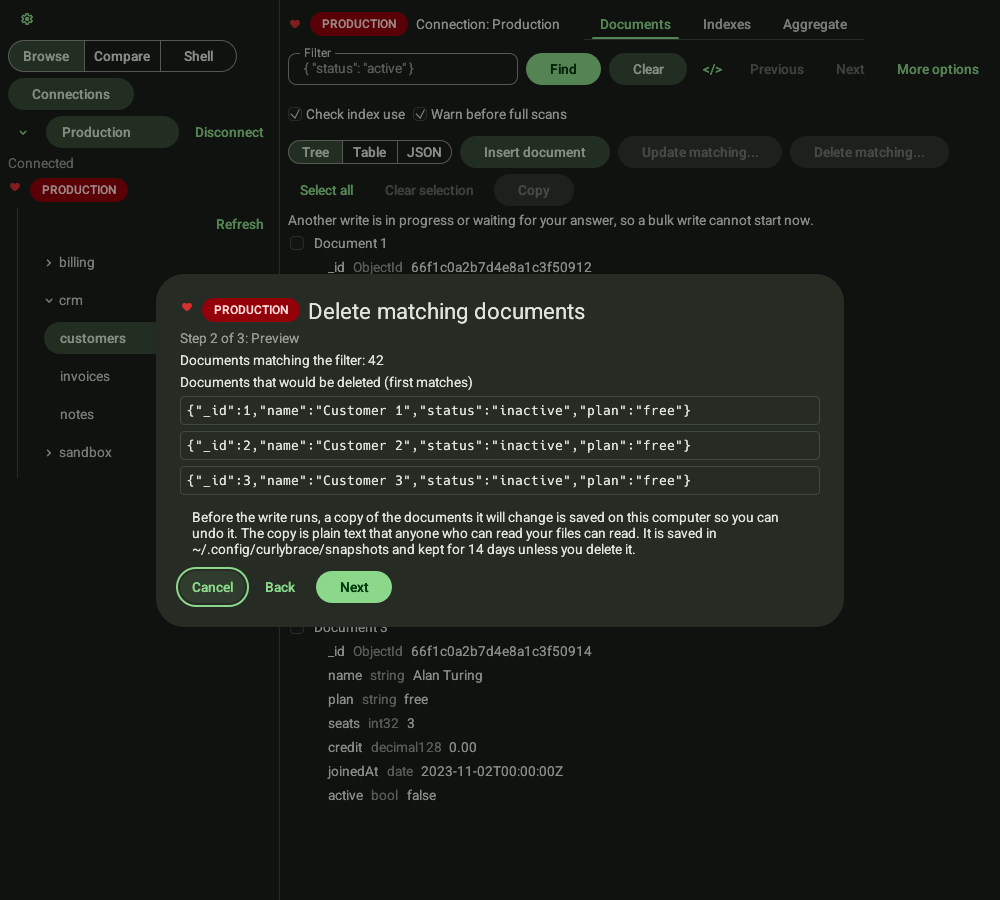 PRODUCTION Connection: Production Documents Indexes Aggregate
Browse Compare Shell
Filter
{ "status": "active" } Find Clear </> Previous Next More options
Connections
Check index use Warn before full scans
Production Disconnect
Tree Table JSON Insert document Update matching... Delete matching...
Connected
PRODUCTION
Select all Clear selection Copy
Another write is in progress or waiting for your answer, so a bulk write cannot start now.
Refresh
Document 1
_id ObjectId 66f1c0a2b7d4e8a1c3f50912
billing
crm
customers
invoices
notes
sandbox
PRODUCTION Delete matching documents
Step 2 of 3: Preview
Documents matching the filter: 42
Documents that would be deleted (first matches)
{"_id":1,"name":"Customer 1","status":"inactive","plan":"free"}
{"_id":2,"name":"Customer 2","status":"inactive","plan":"free"}
{"_id":3,"name":"Customer 3","status":"inactive","plan":"free"}
Before the write runs, a copy of the documents it will change is saved on this computer so you can
undo it. The copy is plain text that anyone who can read your files can read. It is saved in
~/.config/curlybrace/snapshots and kept for 14 days unless you delete it.
Cancel Back Next
Document 3
_id ObjectId 66f1c0a2b7d4e8a1c3f50914
name string Alan Turing
plan string free
seats int32 3
credit decimal128 0.00
joinedAt date 2023-11-02T00:00:00Z
active bool false